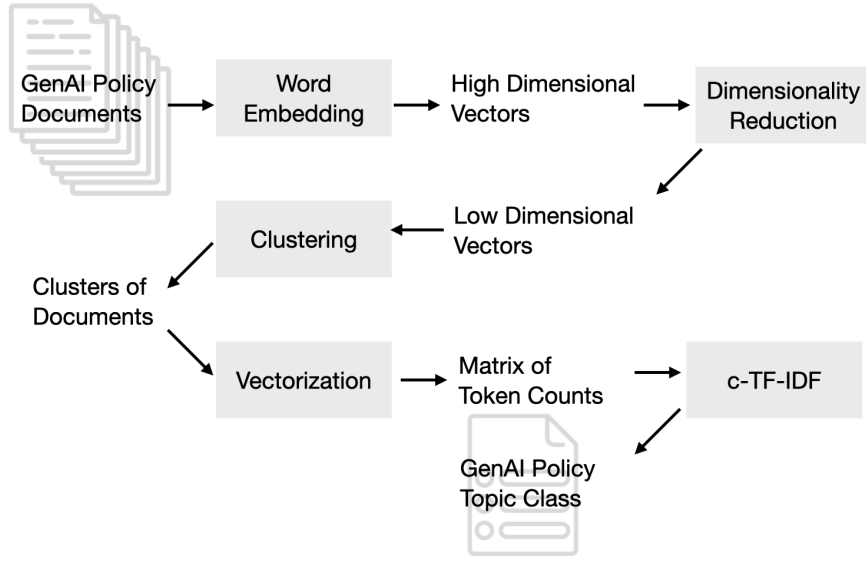 GenAI Policy
Documents
Word
Embedding
High Dimensional
Vectors
Dimensionality
Reduction
Low Dimensional
Vectors
Clustering
Clusters of
Documents
Vectorization
Matrix of
Token Counts
c-TF-IDF
GenAI Policy
Topic Class